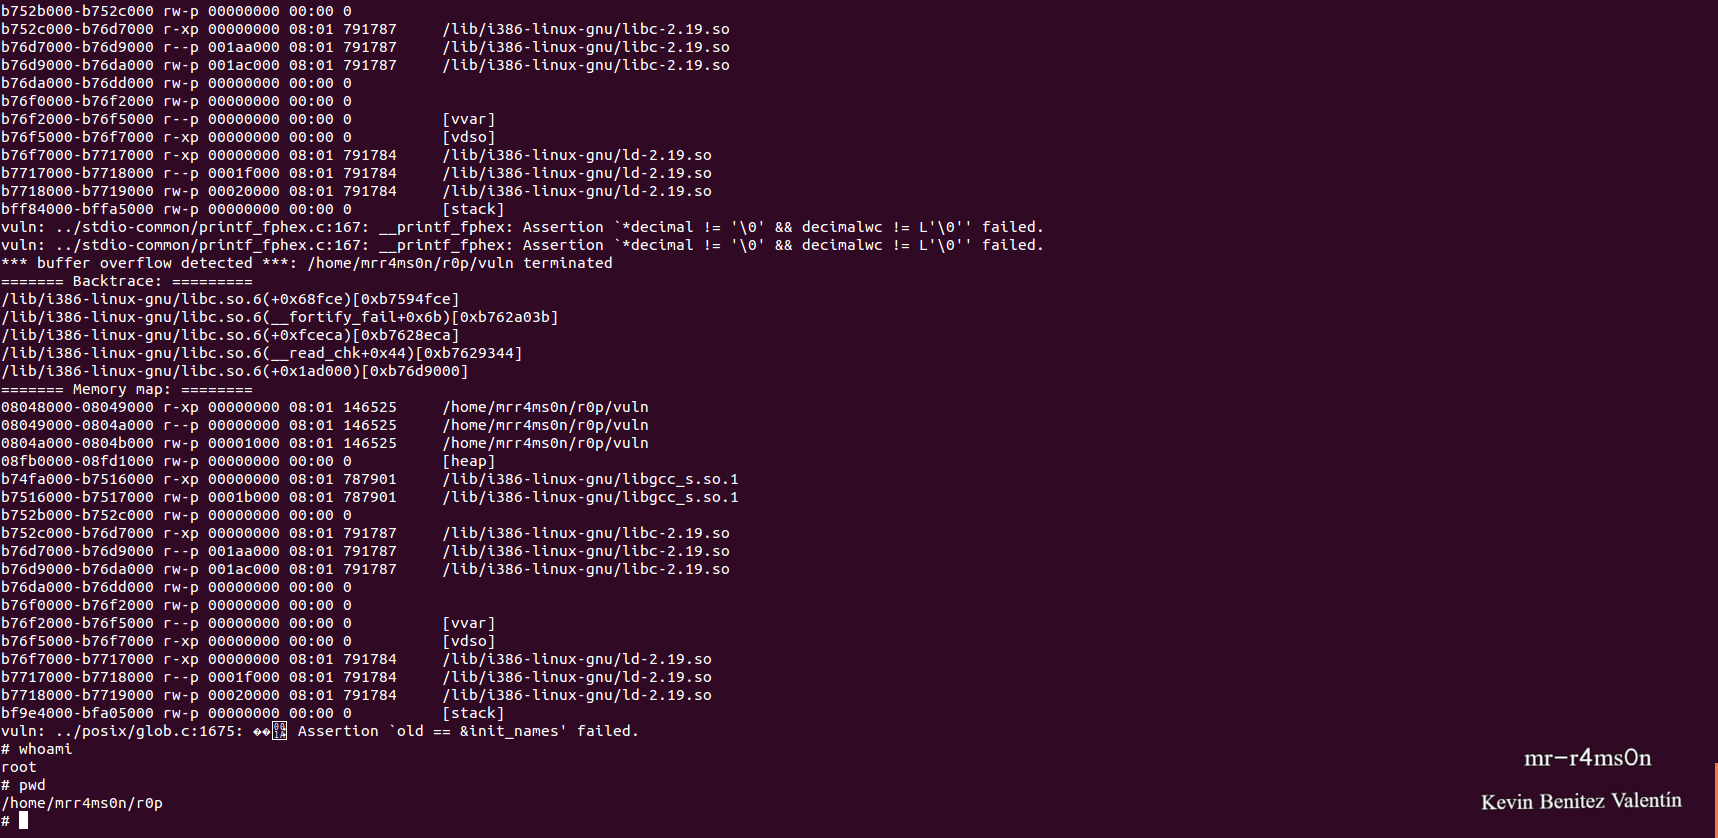 b752b000-b752c000 rw-p 00000000 00:00 0
b752c000-b76d7000 r-xp 00000000 08:01 791787     /lib/i386-linux-gnu/libc-2.19.so
b76d7000-b76d9000 r--p 001aa000 08:01 791787     /lib/i386-linux-gnu/libc-2.19.so
b76d9000-b76da000 rw-p 001ac000 08:01 791787     /lib/i386-linux-gnu/libc-2.19.so
b76da000-b76dd000 rw-p 00000000 00:00 0
b76f0000-b76f2000 rw-p 00000000 00:00 0
b76f2000-b76f5000 r--p 00000000 00:00 0          [vvar]
b76f5000-b76f7000 r-xp 00000000 00:00 0          [vdso]
b76f7000-b7717000 r-xp 00000000 08:01 791784     /lib/i386-linux-gnu/ld-2.19.so
b7717000-b7718000 r--p 0001f000 08:01 791784     /lib/i386-linux-gnu/ld-2.19.so
b7718000-b7719000 rw-p 00020000 08:01 791784     /lib/i386-linux-gnu/ld-2.19.so
bff84000-bffa5000 rw-p 00000000 00:00 0          [stack]
vuln: ../stdio-common/printf_fphex.c:167: __printf_fphex: Assertion `*decimal != '\0' && decimalwc != L'\0'' failed.
vuln: ../stdio-common/printf_fphex.c:167: __printf_fphex: Assertion `*decimal != '\0' && decimalwc != L'\0'' failed.
*** buffer overflow detected ***: /home/mrr4ms0n/r0p/vuln terminated
======= Backtrace: =========
/lib/i386-linux-gnu/libc.so.6(+0x68fce)[0xb7594fce]
/lib/i386-linux-gnu/libc.so.6(__fortify_fail+0x6b)[0xb762a03b]
/lib/i386-linux-gnu/libc.so.6(+0xfceca)[0xb7628eca]
/lib/i386-linux-gnu/libc.so.6(__read_chk+0x44)[0xb7629344]
/lib/i386-linux-gnu/libc.so.6(+0x1ad000)[0xb76d9000]
======= Memory map: ========
08048000-08049000 r-xp 00000000 08:01 146525     /home/mrr4ms0n/r0p/vuln
08049000-0804a000 r--p 00000000 08:01 146525     /home/mrr4ms0n/r0p/vuln
0804a000-0804b000 rw-p 00001000 08:01 146525     /home/mrr4ms0n/r0p/vuln
08fb0000-08fd1000 rw-p 00000000 00:00 0          [heap]
b74fa000-b7516000 r-xp 00000000 08:01 787901     /lib/i386-linux-gnu/libgcc_s.so.1
b7516000-b7517000 rw-p 0001b000 08:01 787901     /lib/i386-linux-gnu/libgcc_s.so.1
b752b000-b752c000 rw-p 00000000 00:00 0
b752c000-b76d7000 r-xp 00000000 08:01 791787     /lib/i386-linux-gnu/libc-2.19.so
b76d7000-b76d9000 r--p 001aa000 08:01 791787     /lib/i386-linux-gnu/libc-2.19.so
b76d9000-b76da000 rw-p 001ac000 08:01 791787     /lib/i386-linux-gnu/libc-2.19.so
b76da000-b76dd000 rw-p 00000000 00:00 0
b76f0000-b76f2000 rw-p 00000000 00:00 0
b76f2000-b76f5000 r--p 00000000 00:00 0          [vvar]
b76f5000-b76f7000 r-xp 00000000 00:00 0          [vdso]
b76f7000-b7717000 r-xp 00000000 08:01 791784     /lib/i386-linux-gnu/ld-2.19.so
b7717000-b7718000 r--p 0001f000 08:01 791784     /lib/i386-linux-gnu/ld-2.19.so
b7718000-b7719000 rw-p 00020000 08:01 791784     /lib/i386-linux-gnu/ld-2.19.so
bf9e4000-bfa05000 rw-p 00000000 00:00 0          [stack]
vuln: ../posix/glob.c:1675: �� Assertion `old == &init_names' failed.
# whoami
root
# pwd
/home/mrr4ms0n/r0p
#
mr-r4ms0n
Kevin Benitez Valentín